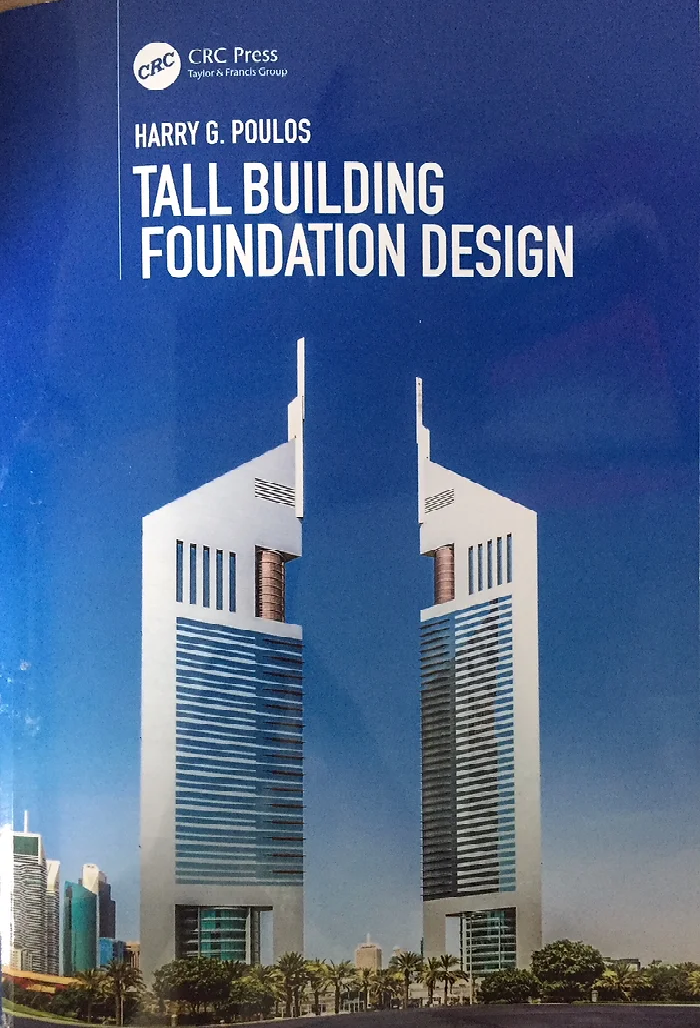 CRC
CRC Press
Taylor & Francis Group
HARRY G. POULOS
TALL BUILDING
FOUNDATION DESIGN